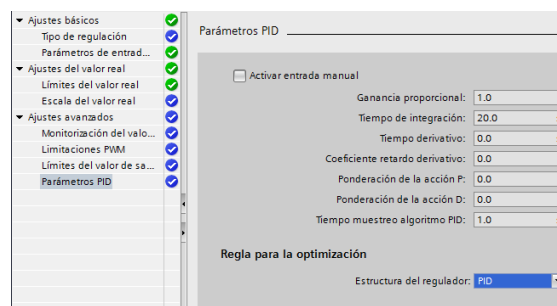 Ajustes básicos
Tipo de regulación
Parámetros de entrad...
Ajustes del valor real
Límites del valor real
Escala del valor real
Ajustes avanzados
Monitorización del valo...
Limitaciones PWM
Límites del valor de sa...
Parámetros PID
Parámetros PID
Activar entrada manual
Ganancia proporcional: 1.0
Tiempo de integración: 20.0
Tiempo derivativo: 0.0
Coeficiente retardo derivativo: 0.0
Ponderación de la acción P: 0.0
Ponderación de la acción D: 0.0
Tiempo muestreo algoritmo PID: 1.0
Regla para la optimización
Estructura del regulador: PID